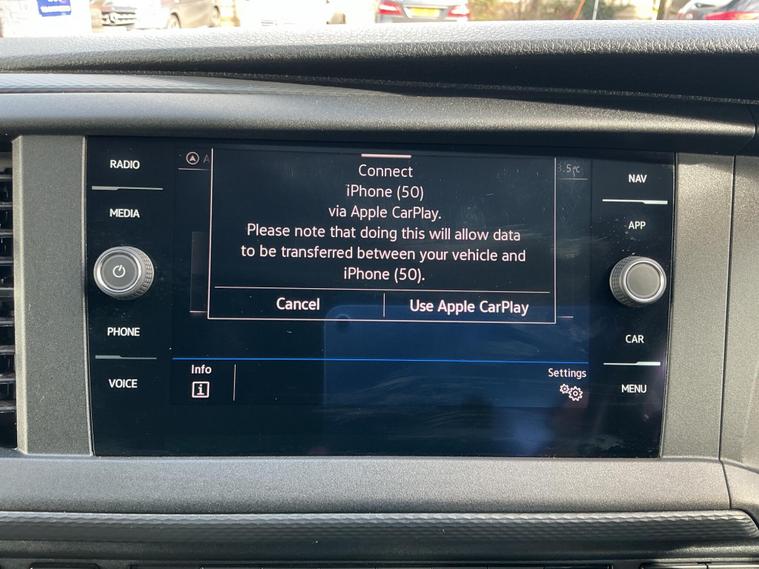 RADIO
MEDIA
PHONE
VOICE
Connect
iPhone (50)
via Apple CarPlay.
Please note that doing this will allow data
to be transferred between your vehicle and
iPhone (50).
Cancel
Use Apple CarPlay
Info
Settings
NAV
APP
CAR
MENU